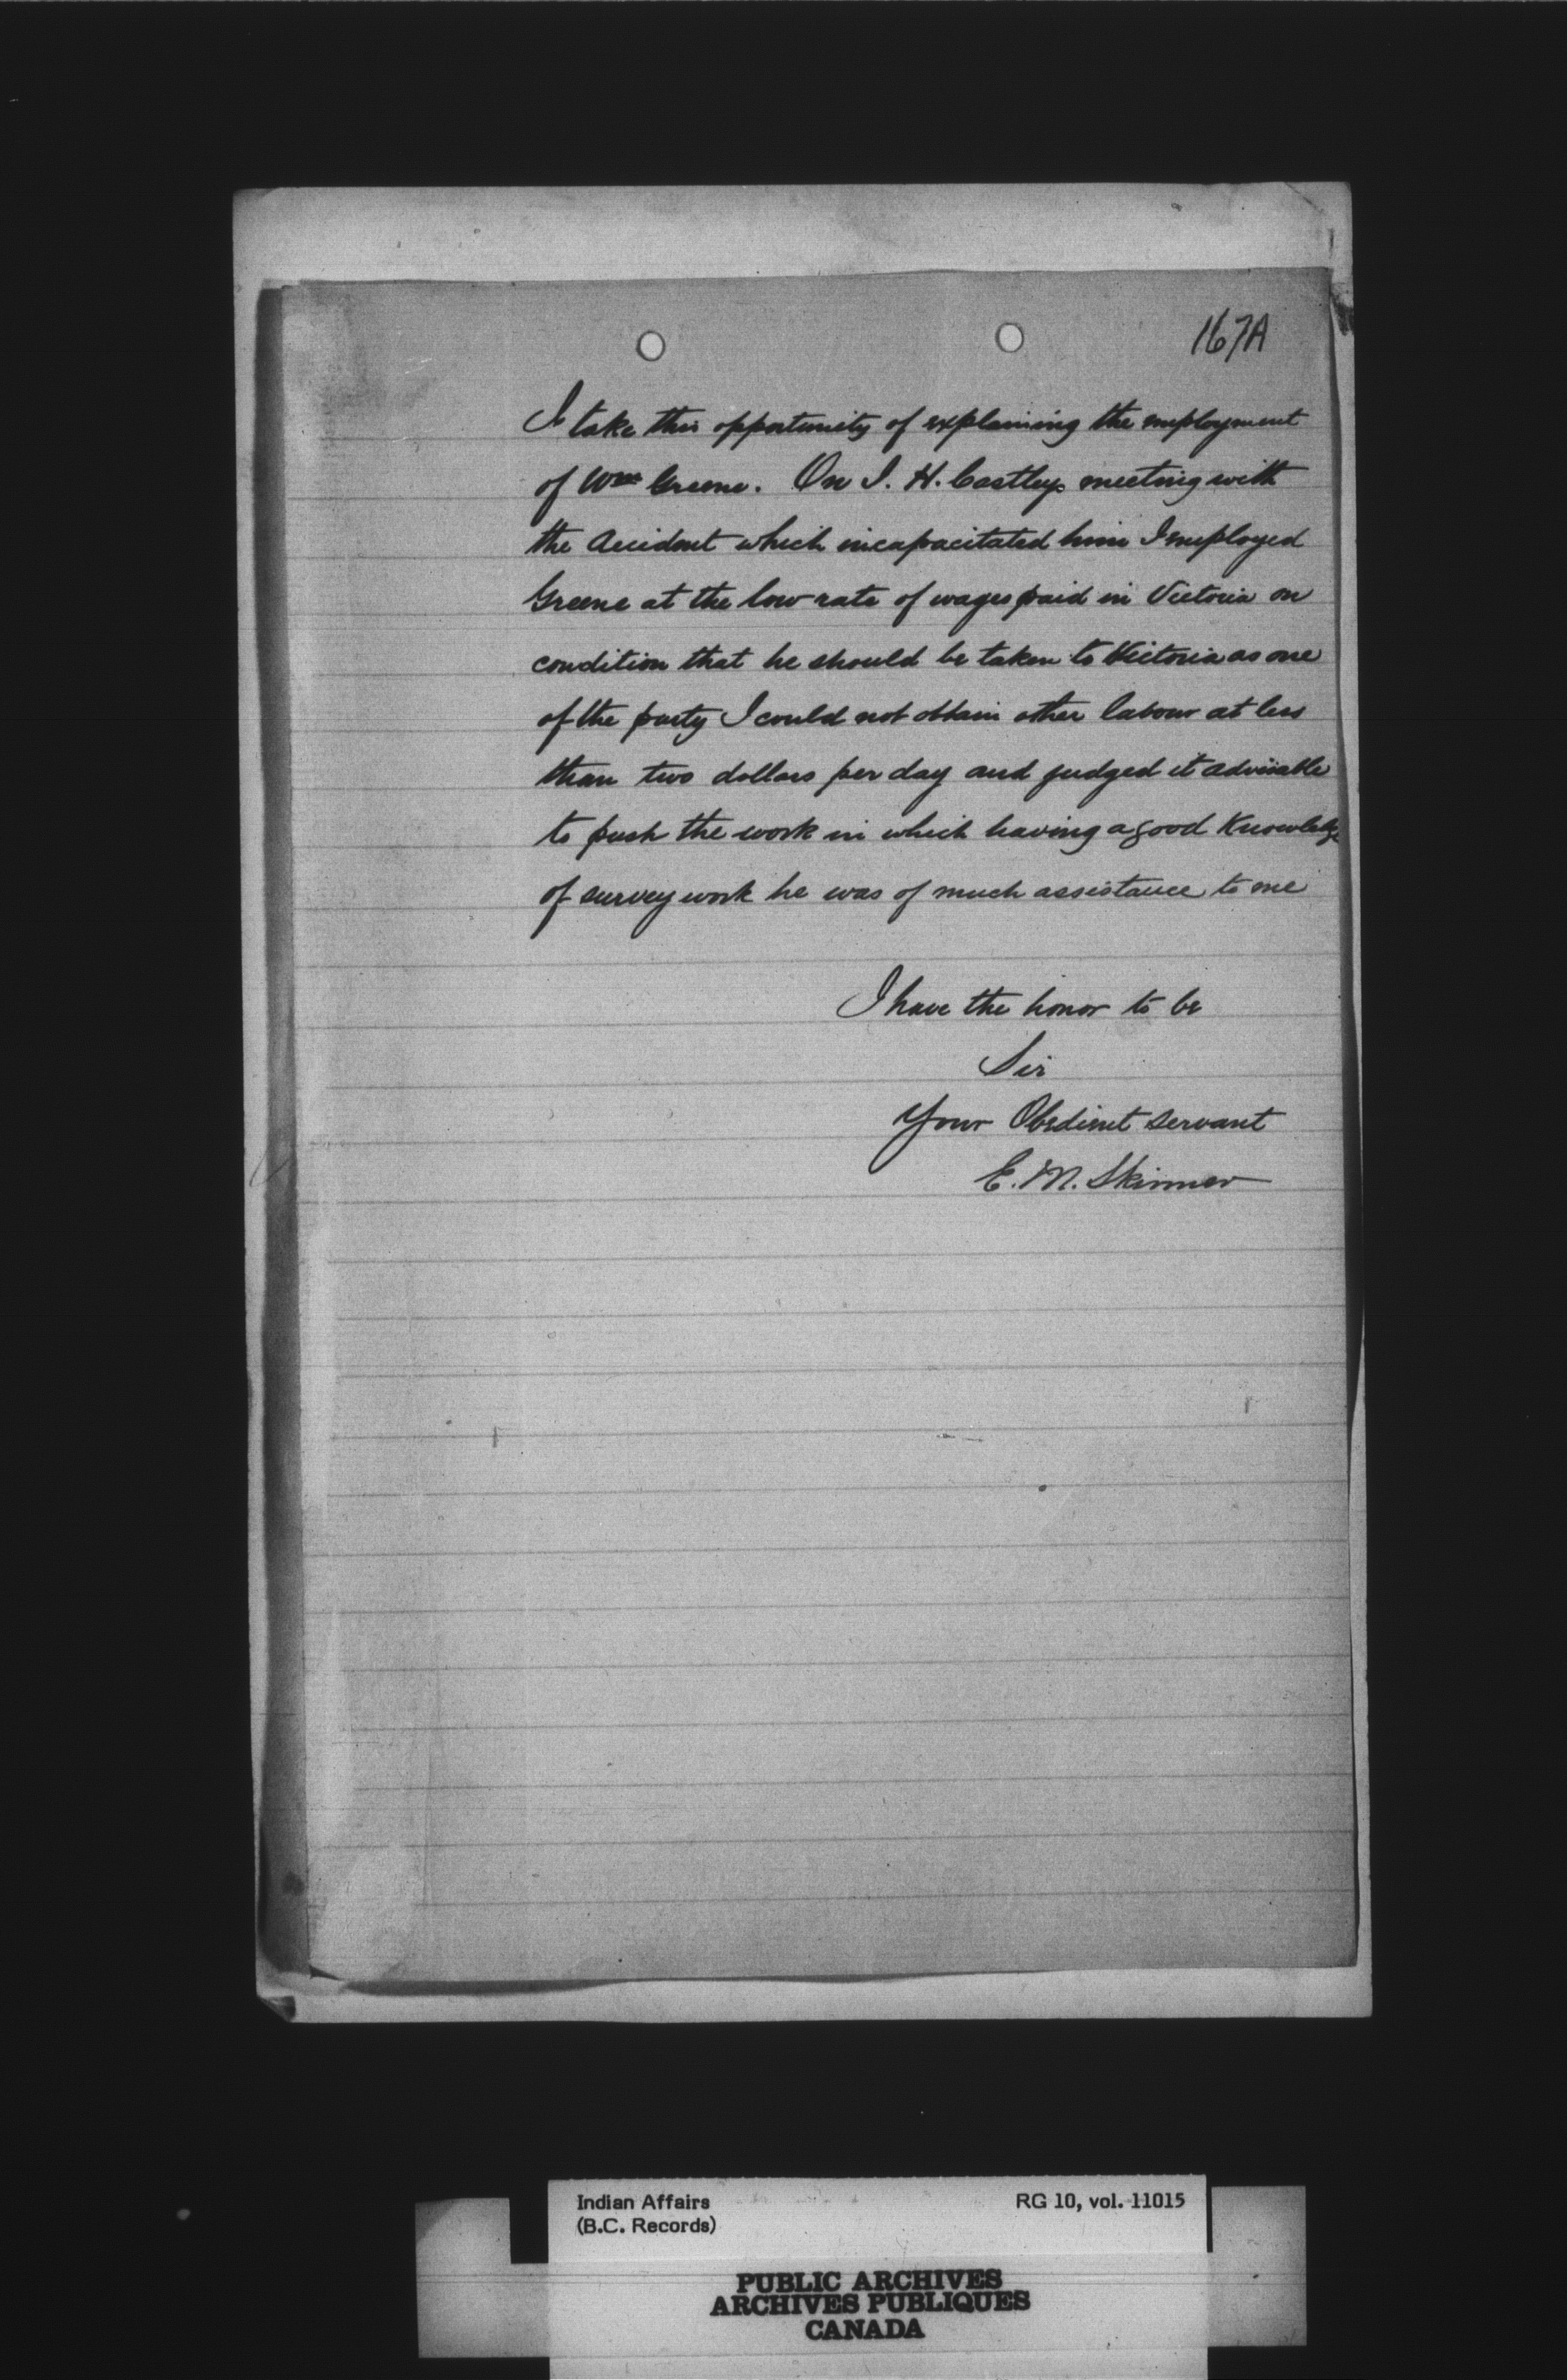 167A
I take this opportunity of explaining the employment
of Wm Greene. On I. H. Castley meeting with
the Accident which incapacitated him I employed
Greene at the low rate of wages paid in Victoria on
condition that he should be taken to Victoria as one
of the party I could not obtain other labour at less
than two dollars per day and judged it advisable
to push the work in which having a good Knowledge
of survey work he was of much assistance to me
I have the honor to be
Sir
Your Obedient servant
E. M. Skinner
Indian Affairs RG 10, vol. 11015
(B.C. Records)
PUBLIC ARCHIVES
ARCHIVES PUBLIQUES
CANADA